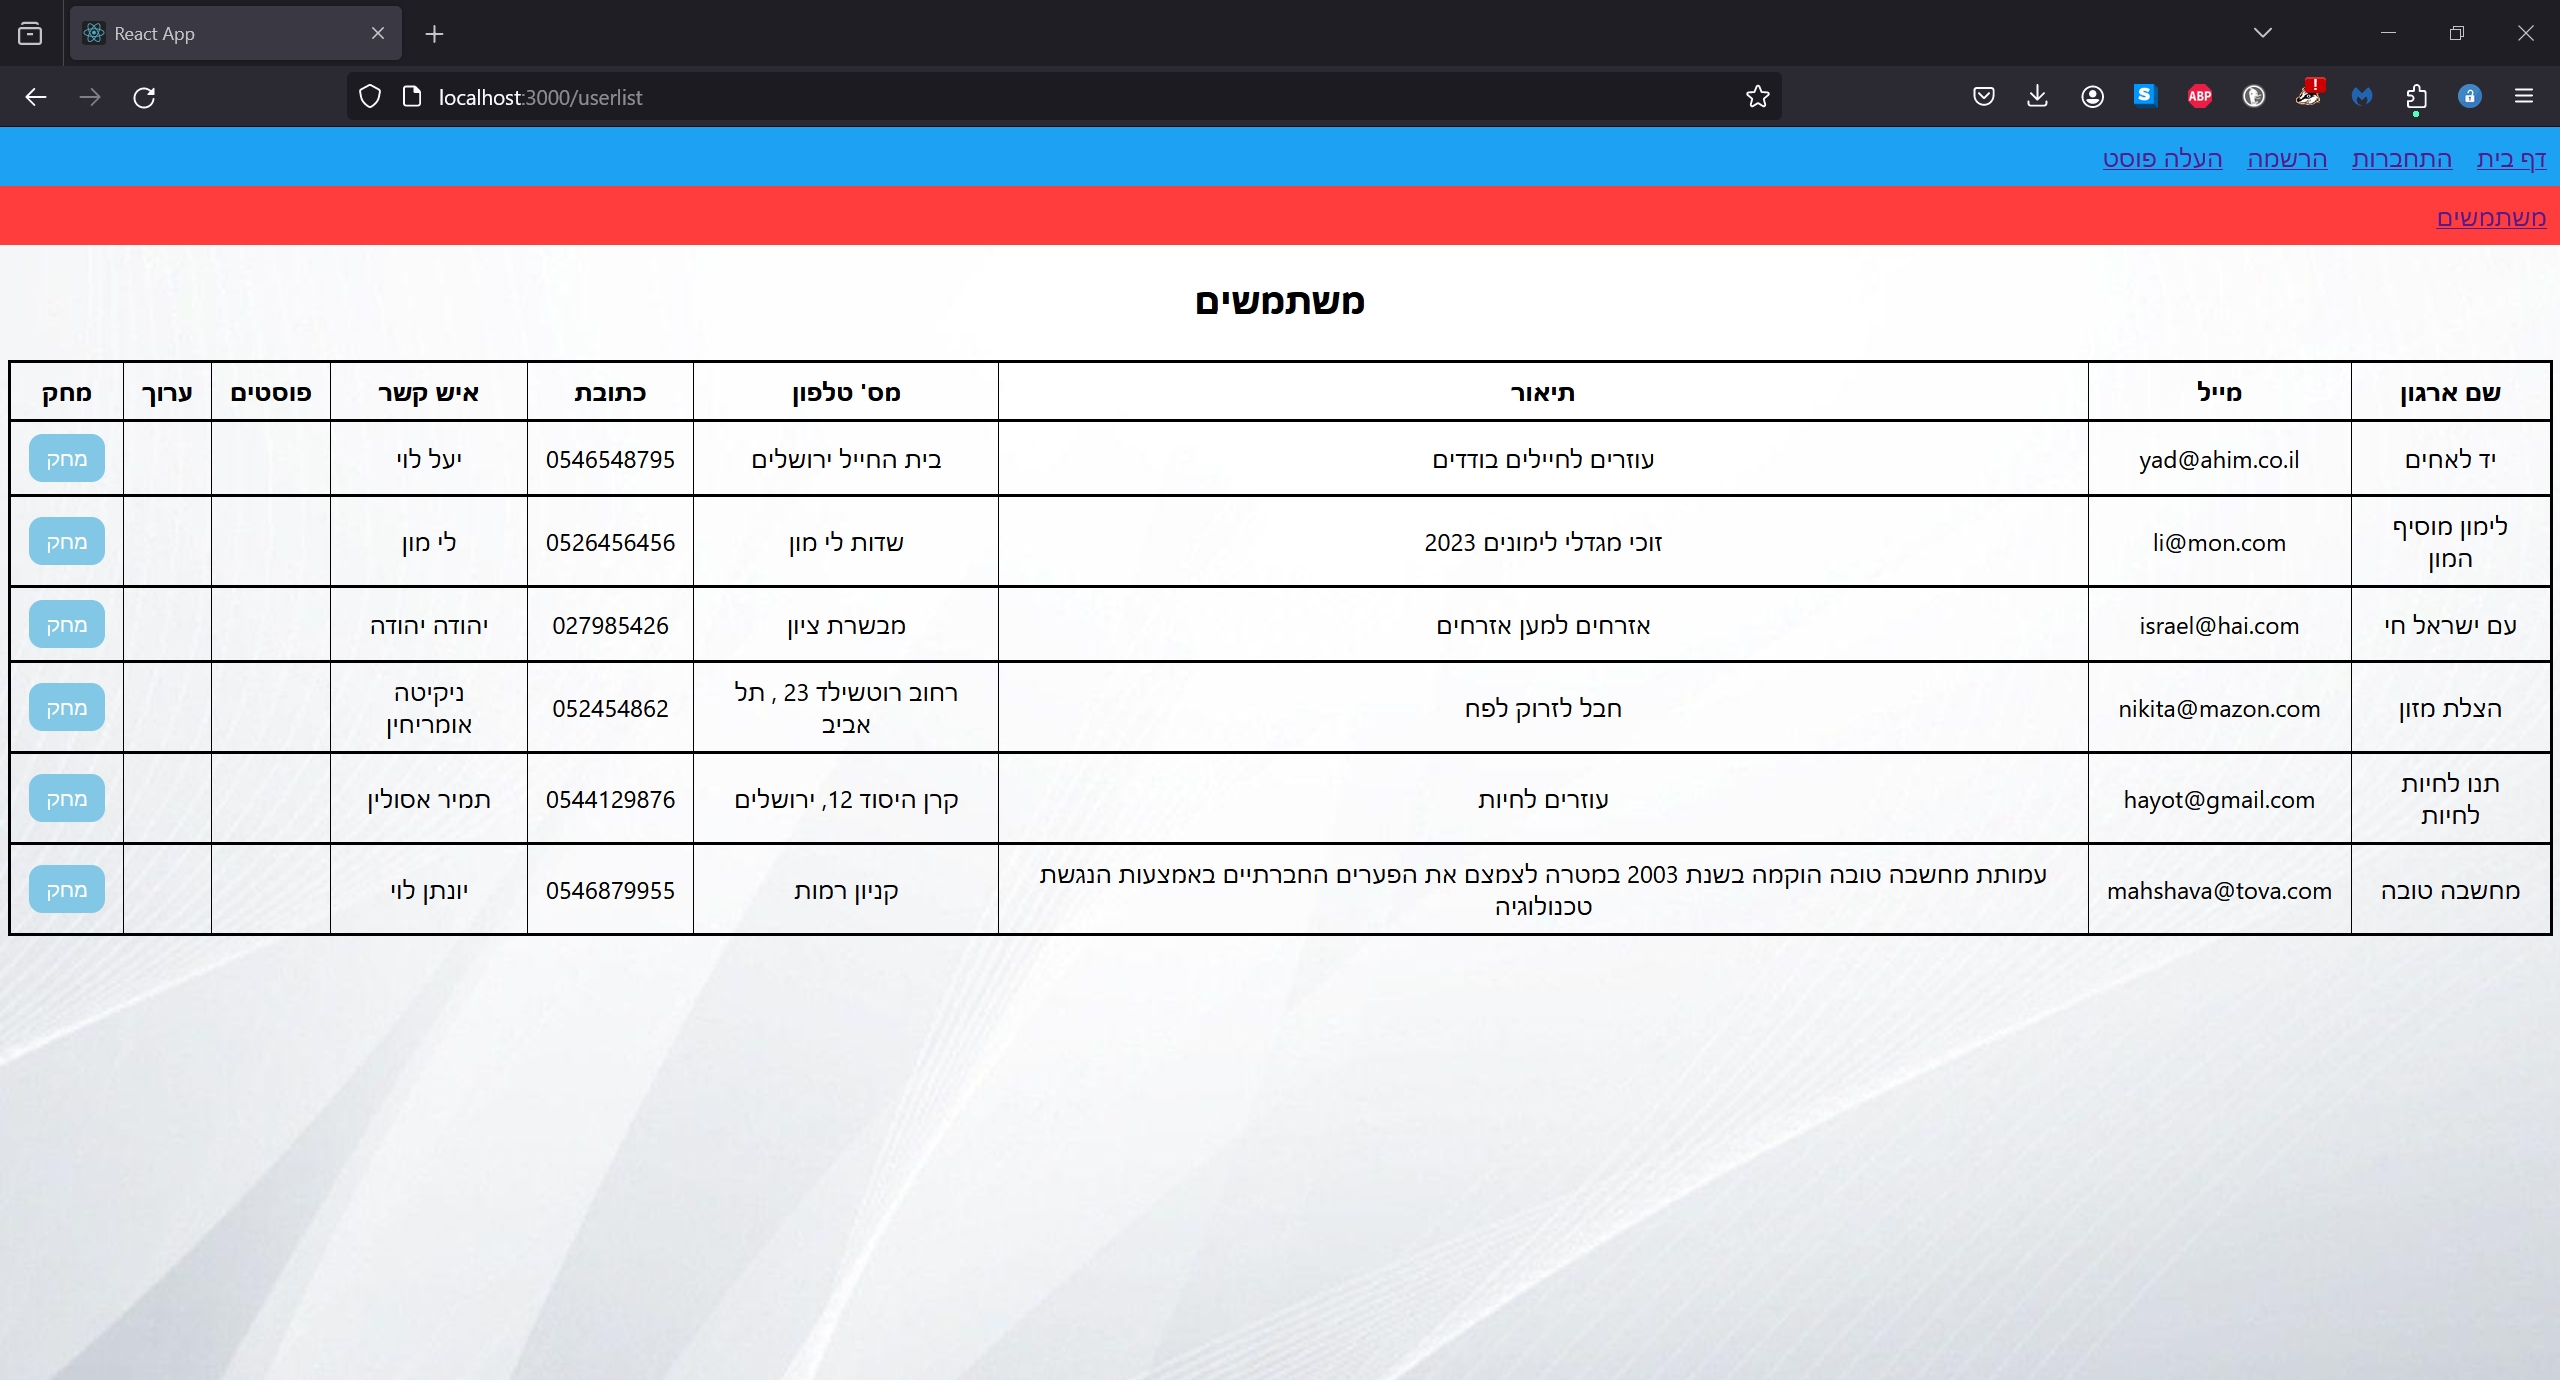 React App
localhost:3000/userlist
S
ABP
!
דף בית התחברות הרשמה העלה פוסט
משתמשים
משתמשים
שם ארגון מייל תיאור מס' טלפון כתובת איש קשר פוסטים ערוך מחק
יד לאחים yad@ahim.co.il עוזרים לחיילים בודדים בית החייל ירושלים 0546548795 יעל לוי מחק
לימון מוסיף
המון
li@mon.com זוכי מגדלי לימונים 2023 שדות לי מון 0526456456 לי מון מחק
עם ישראל חי israel@hai.com אזרחים למען אזרחים מבשרת ציון 027985426 יהודה יהודה מחק
הצלת מזון nikita@mazon.com חבל לזרוק לפח
רחוב רוטשילד 23 , תל
אביב
052454862
ניקיטה
אומריחין
מחק
תנו לחיות
לחיות
hayot@gmail.com עוזרים לחיות קרן היסוד 12, ירושלים 0544129876 תמיר אסולין מחק
מחשבה טובה mahshava@tova.com
עמותת מחשבה טובה הוקמה בשנת 2003 במטרה לצמצם את הפערים החברתיים באמצעות הנגשת
טכנולוגיה
קניון רמות 0546879955 יונתן לוי מחק